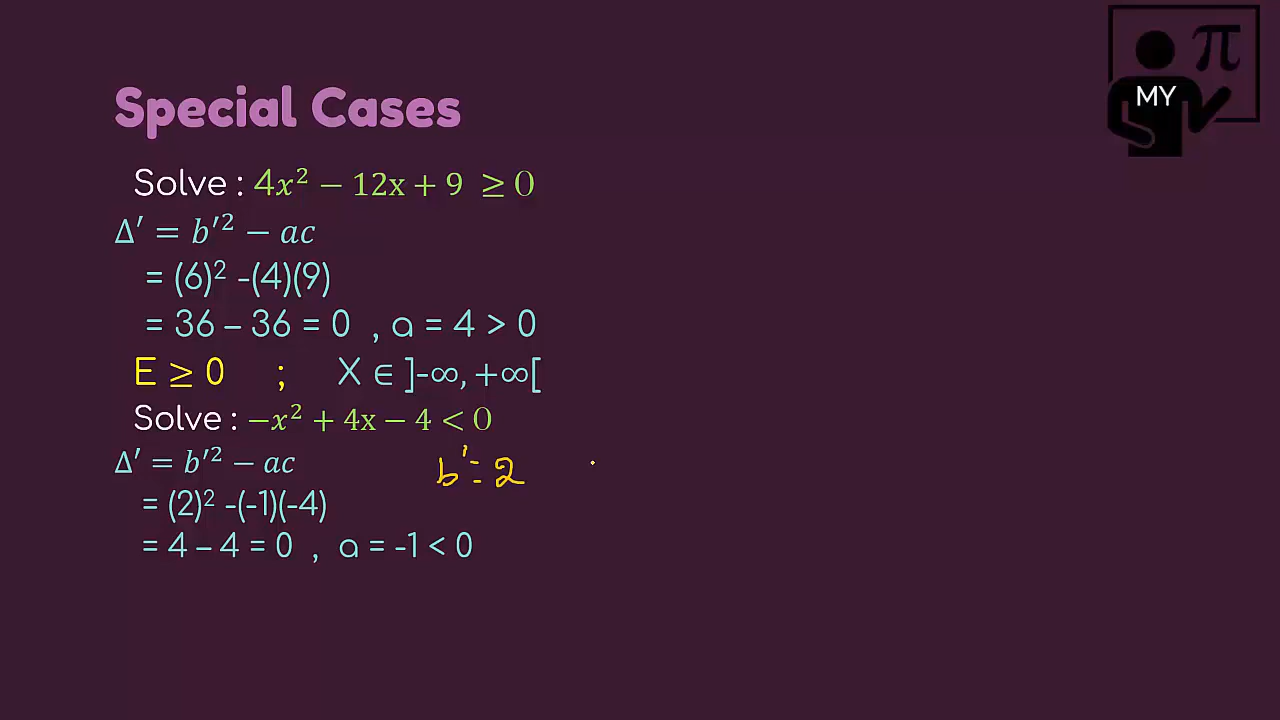 π
MY
Special Cases
Solve : 4x² − 12x + 9 ≥ 0
Δ′ = b′² − ac
= (6)² -(4)(9)
= 36 – 36 = 0 , a = 4 > 0
E ≥ 0 ; X ∈ ]-∞, +∞[
Solve : −x² + 4x − 4 < 0
Δ′ = b′² − ac b′= 2
= (2)² -(-1)(-4)
= 4 – 4 = 0 , a = -1 < 0